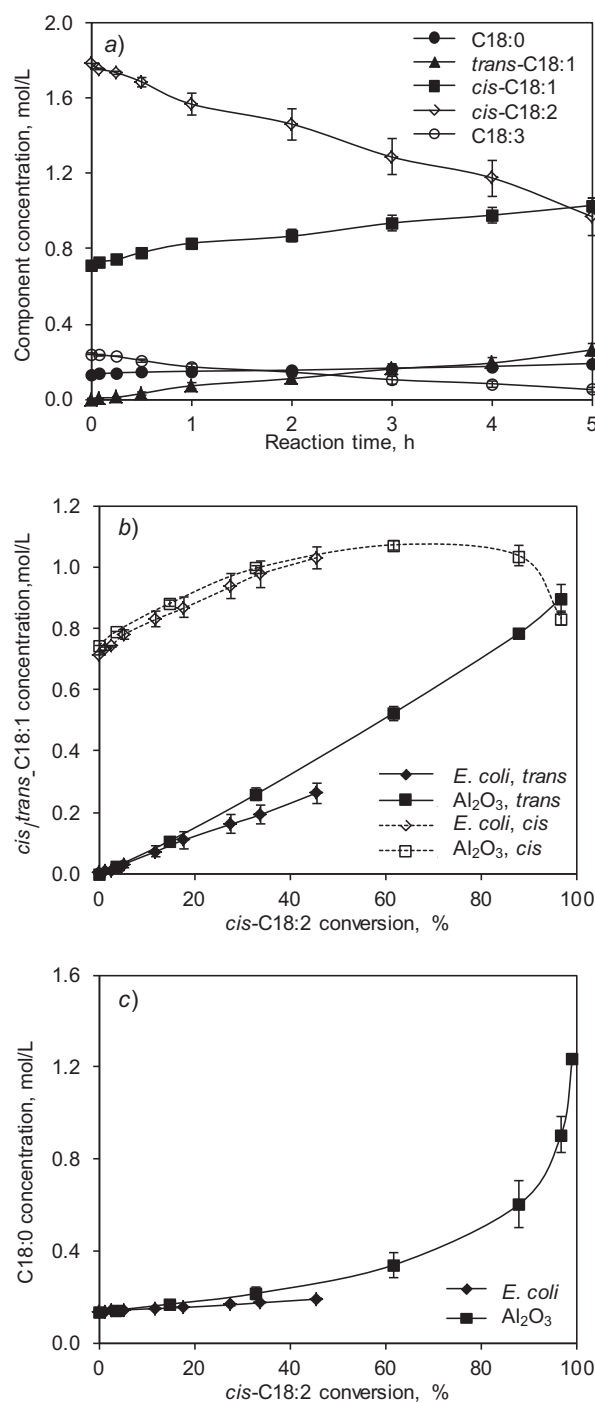 a)
C18:0
trans-C18:1
cis-C18:1
cis-C18:2
C18:3
2.0
1.6
1.2
0.8
0.4
0.0
Component concentration, mol/L
0 1 2 3 4 5
Reaction time, h
b)
1.2
1.0
0.8
0.6
0.4
0.2
0.0
cis/trans_C18:1 concentration,mol/L
E. coli, trans
Al₂O₃, trans
E. coli, cis
Al₂O₃, cis
0 20 40 60 80 100
cis-C18:2 conversion, %
c)
1.6
1.2
0.8
0.4
0.0
C18:0 concentration, mol/L
E. coli
Al₂O₃
0 20 40 60 80 100
cis-C18:2 conversion, %